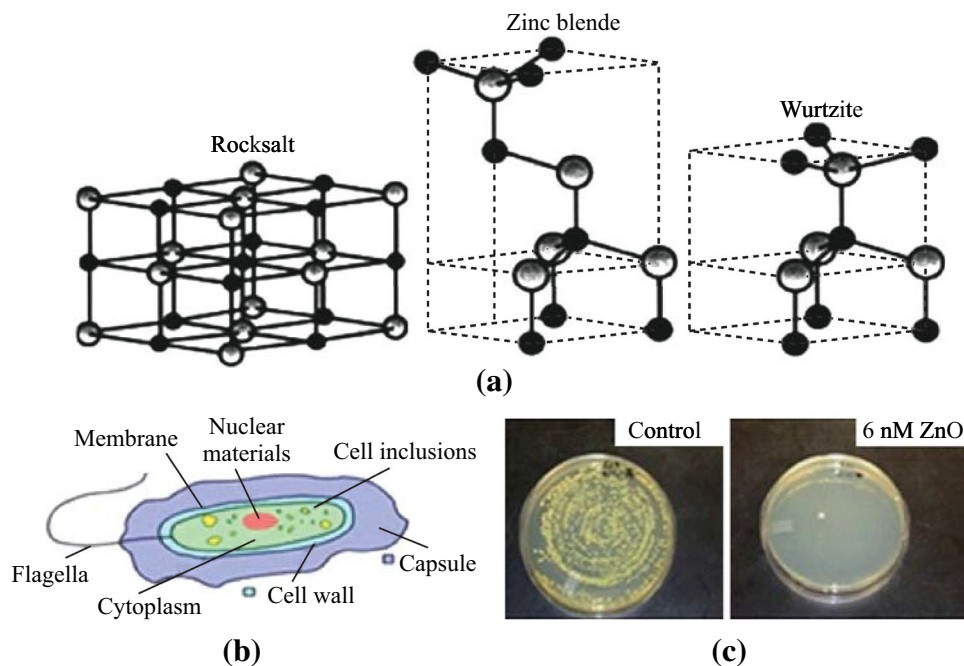 Zinc blende
Wurtzite
Rocksalt
(a)
Membrane
Nuclear
materials
Cell inclusions
Flagella
Cytoplasm
Cell wall
Capsule
(b)
Control
6 nM ZnO
(c)